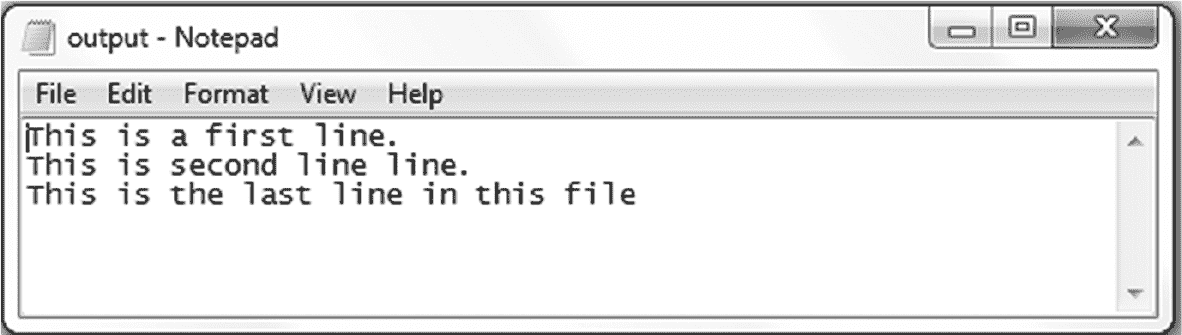 output - Notepad
File Edit Format View Help
This is a first line.
This is second line line.
This is the last line in this file